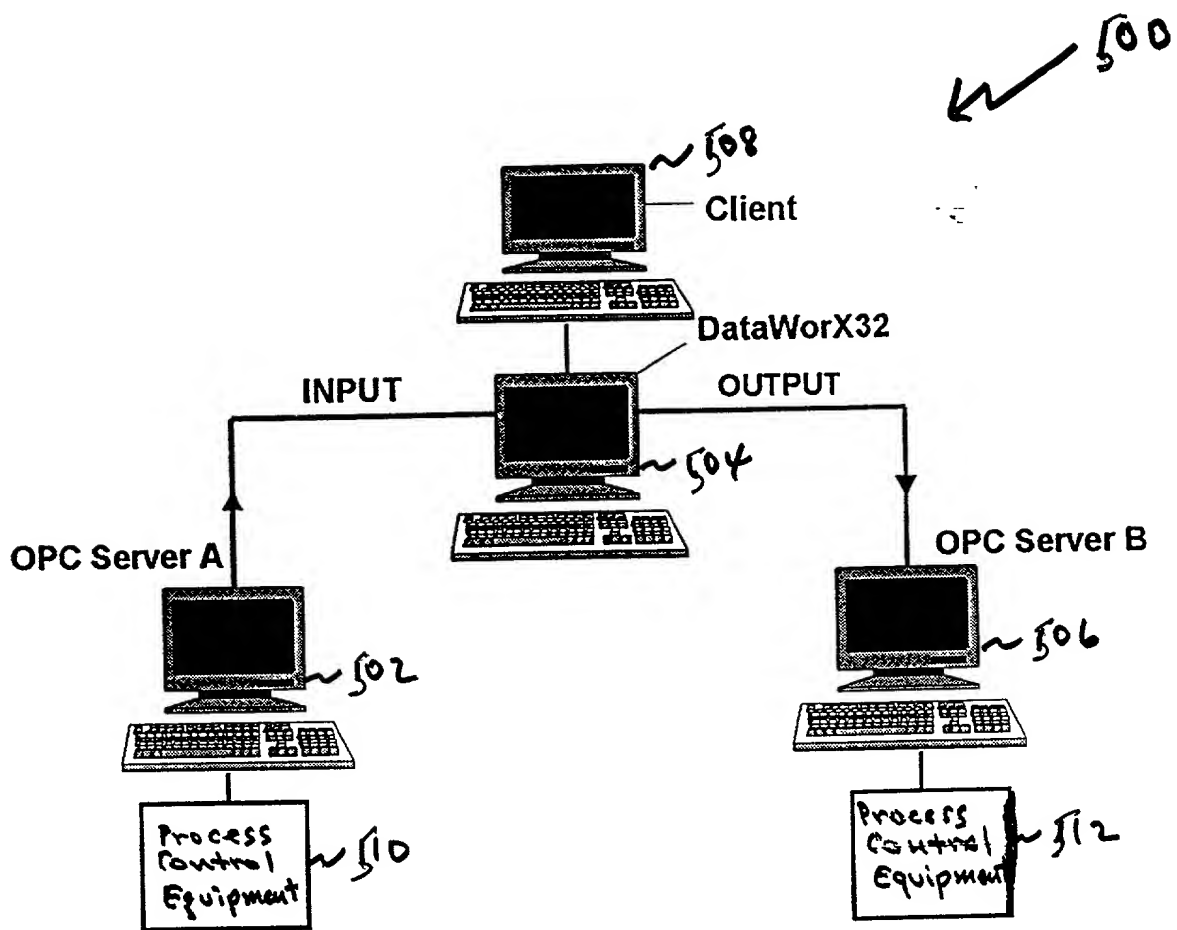 500
508
Client
DataWorX32
INPUT
OUTPUT
504
OPC Server A
OPC Server B
506
502
Process
Control
Equipment
510
Process
Control
Equipment
512